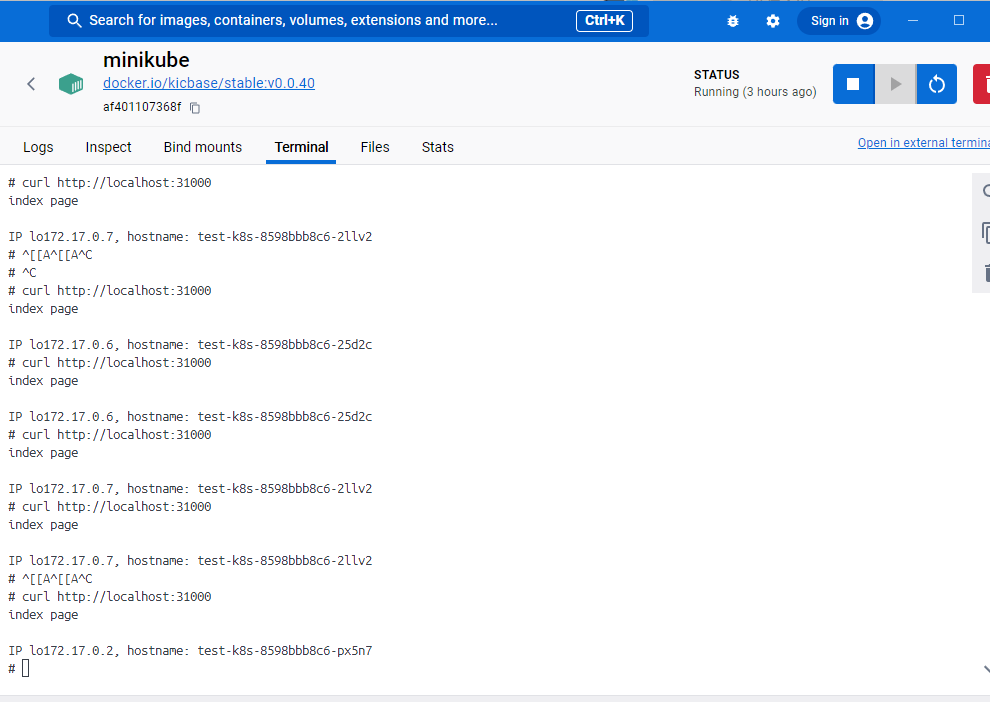 Search for images, containers, volumes, extensions and more... Ctrl+K Sign in
minikube
docker.io/kicbase/stable:v0.0.40
af401107368f
STATUS
Running (3 hours ago)
Logs Inspect Bind mounts Terminal Files Stats Open in external termina
# curl http://localhost:31000
index page
IP lo172.17.0.7, hostname: test-k8s-8598bbb8c6-2llv2
# ^[[A^[[A^C
# ^C
# curl http://localhost:31000
index page
IP lo172.17.0.6, hostname: test-k8s-8598bbb8c6-25d2c
# curl http://localhost:31000
index page
IP lo172.17.0.6, hostname: test-k8s-8598bbb8c6-25d2c
# curl http://localhost:31000
index page
IP lo172.17.0.7, hostname: test-k8s-8598bbb8c6-2llv2
# curl http://localhost:31000
index page
IP lo172.17.0.7, hostname: test-k8s-8598bbb8c6-2llv2
# ^[[A^[[A^C
# curl http://localhost:31000
index page
IP lo172.17.0.2, hostname: test-k8s-8598bbb8c6-px5n7
#